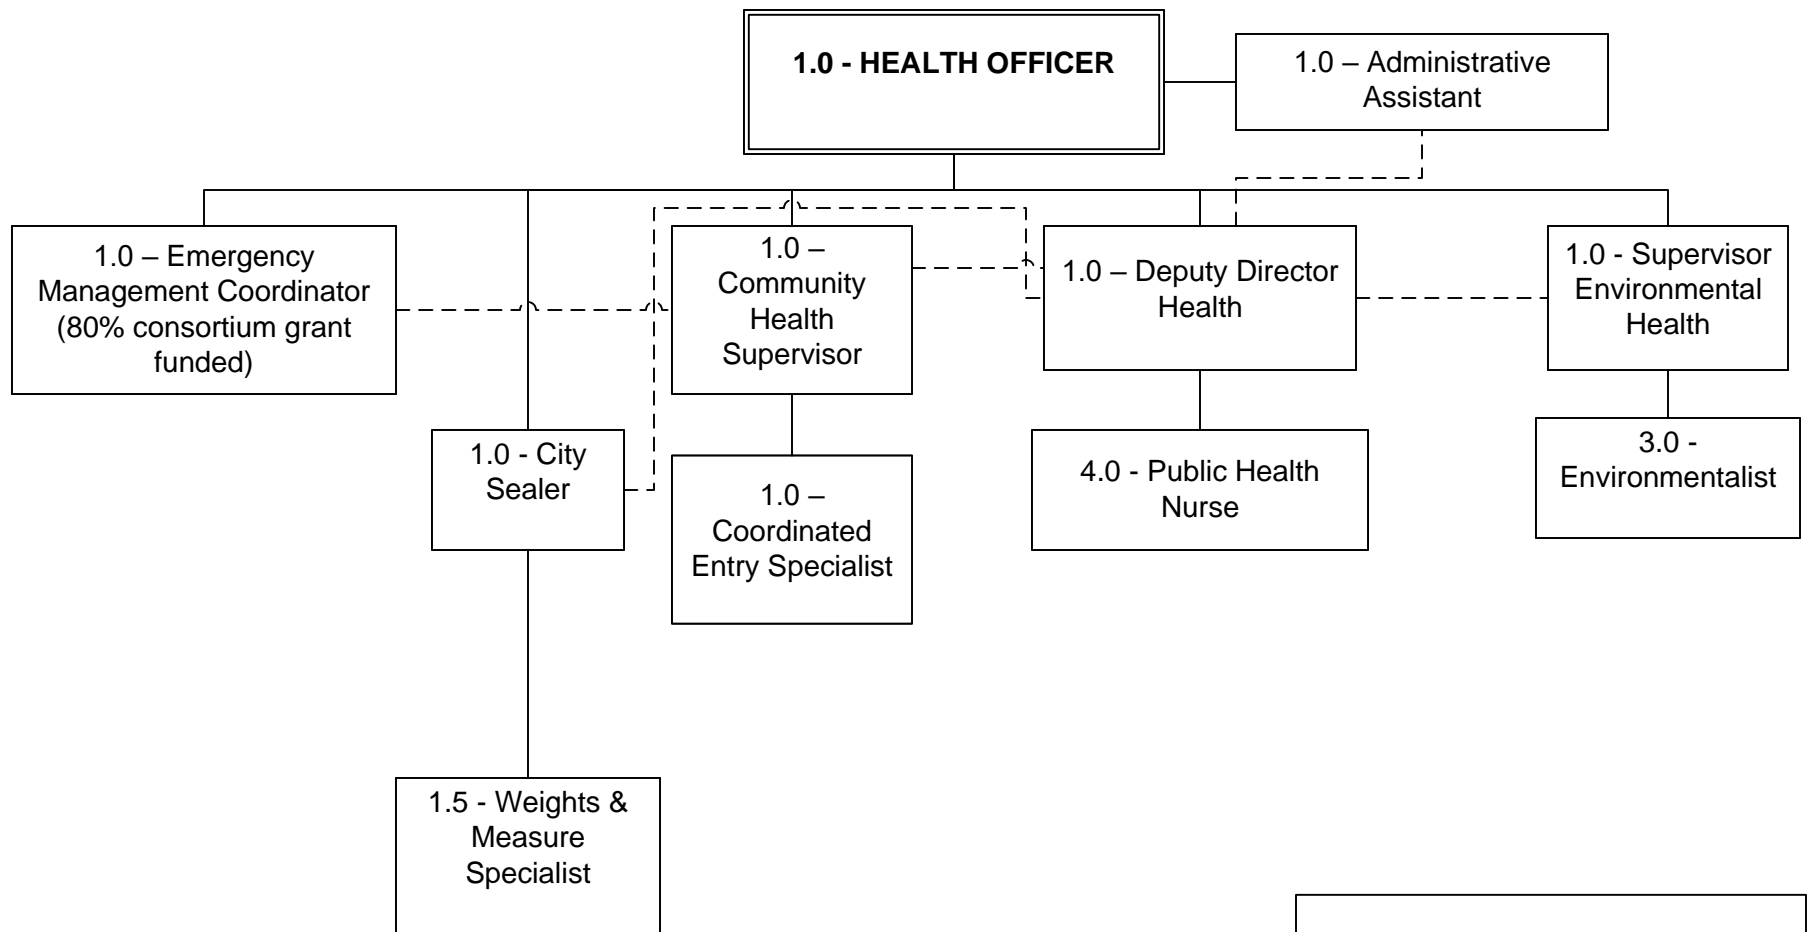 1.0 - HEALTH OFFICER
1.0 – Administrative
Assistant
1.0 – Emergency
Management Coordinator
(80% consortium grant
funded)
1.0 –
Community
Health
Supervisor
1.0 – Deputy Director
Health
1.0 - Supervisor
Environmental
Health
1.0 - City
Sealer
1.0 –
Coordinated
Entry Specialist
4.0 - Public Health
Nurse
3.0 -
Environmentalist
1.5 - Weights &
Measure
Specialist